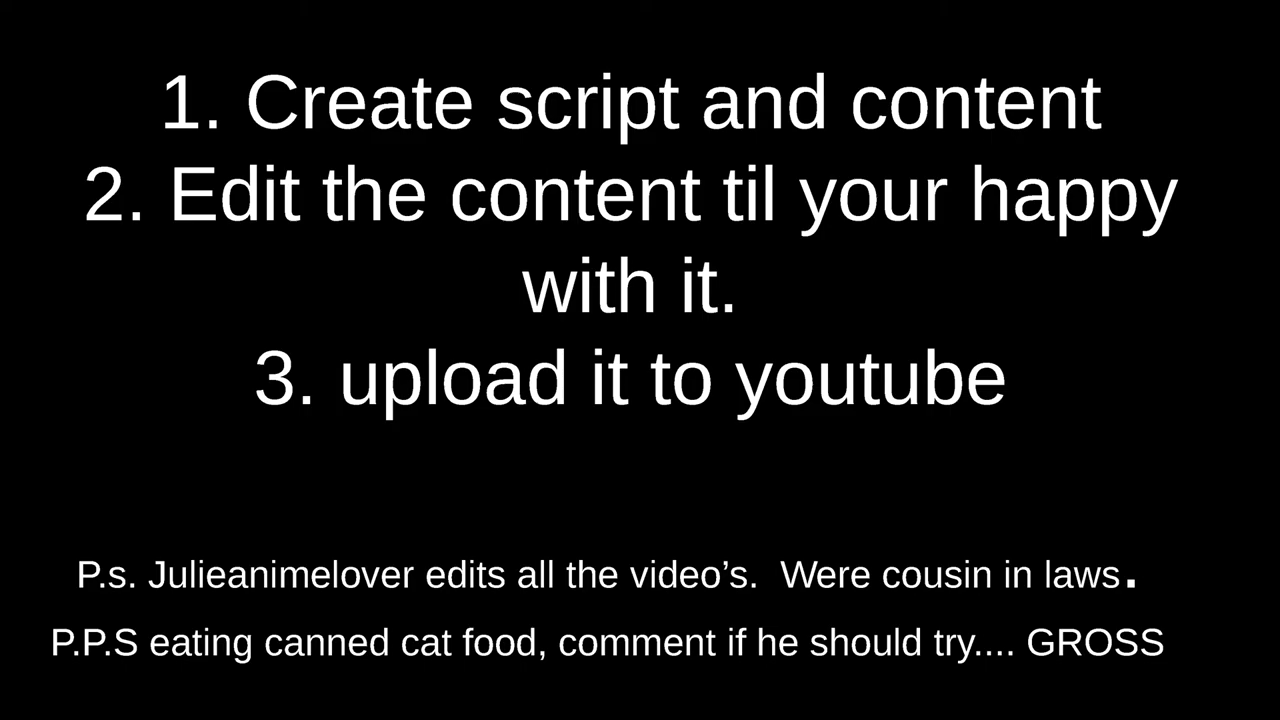 1. Create script and content
2. Edit the content til your happy
with it.
3. upload it to youtube
P.s. Julieanimelover edits all the video’s.  Were cousin in laws.
P.P.S eating canned cat food, comment if he should try.... GROSS